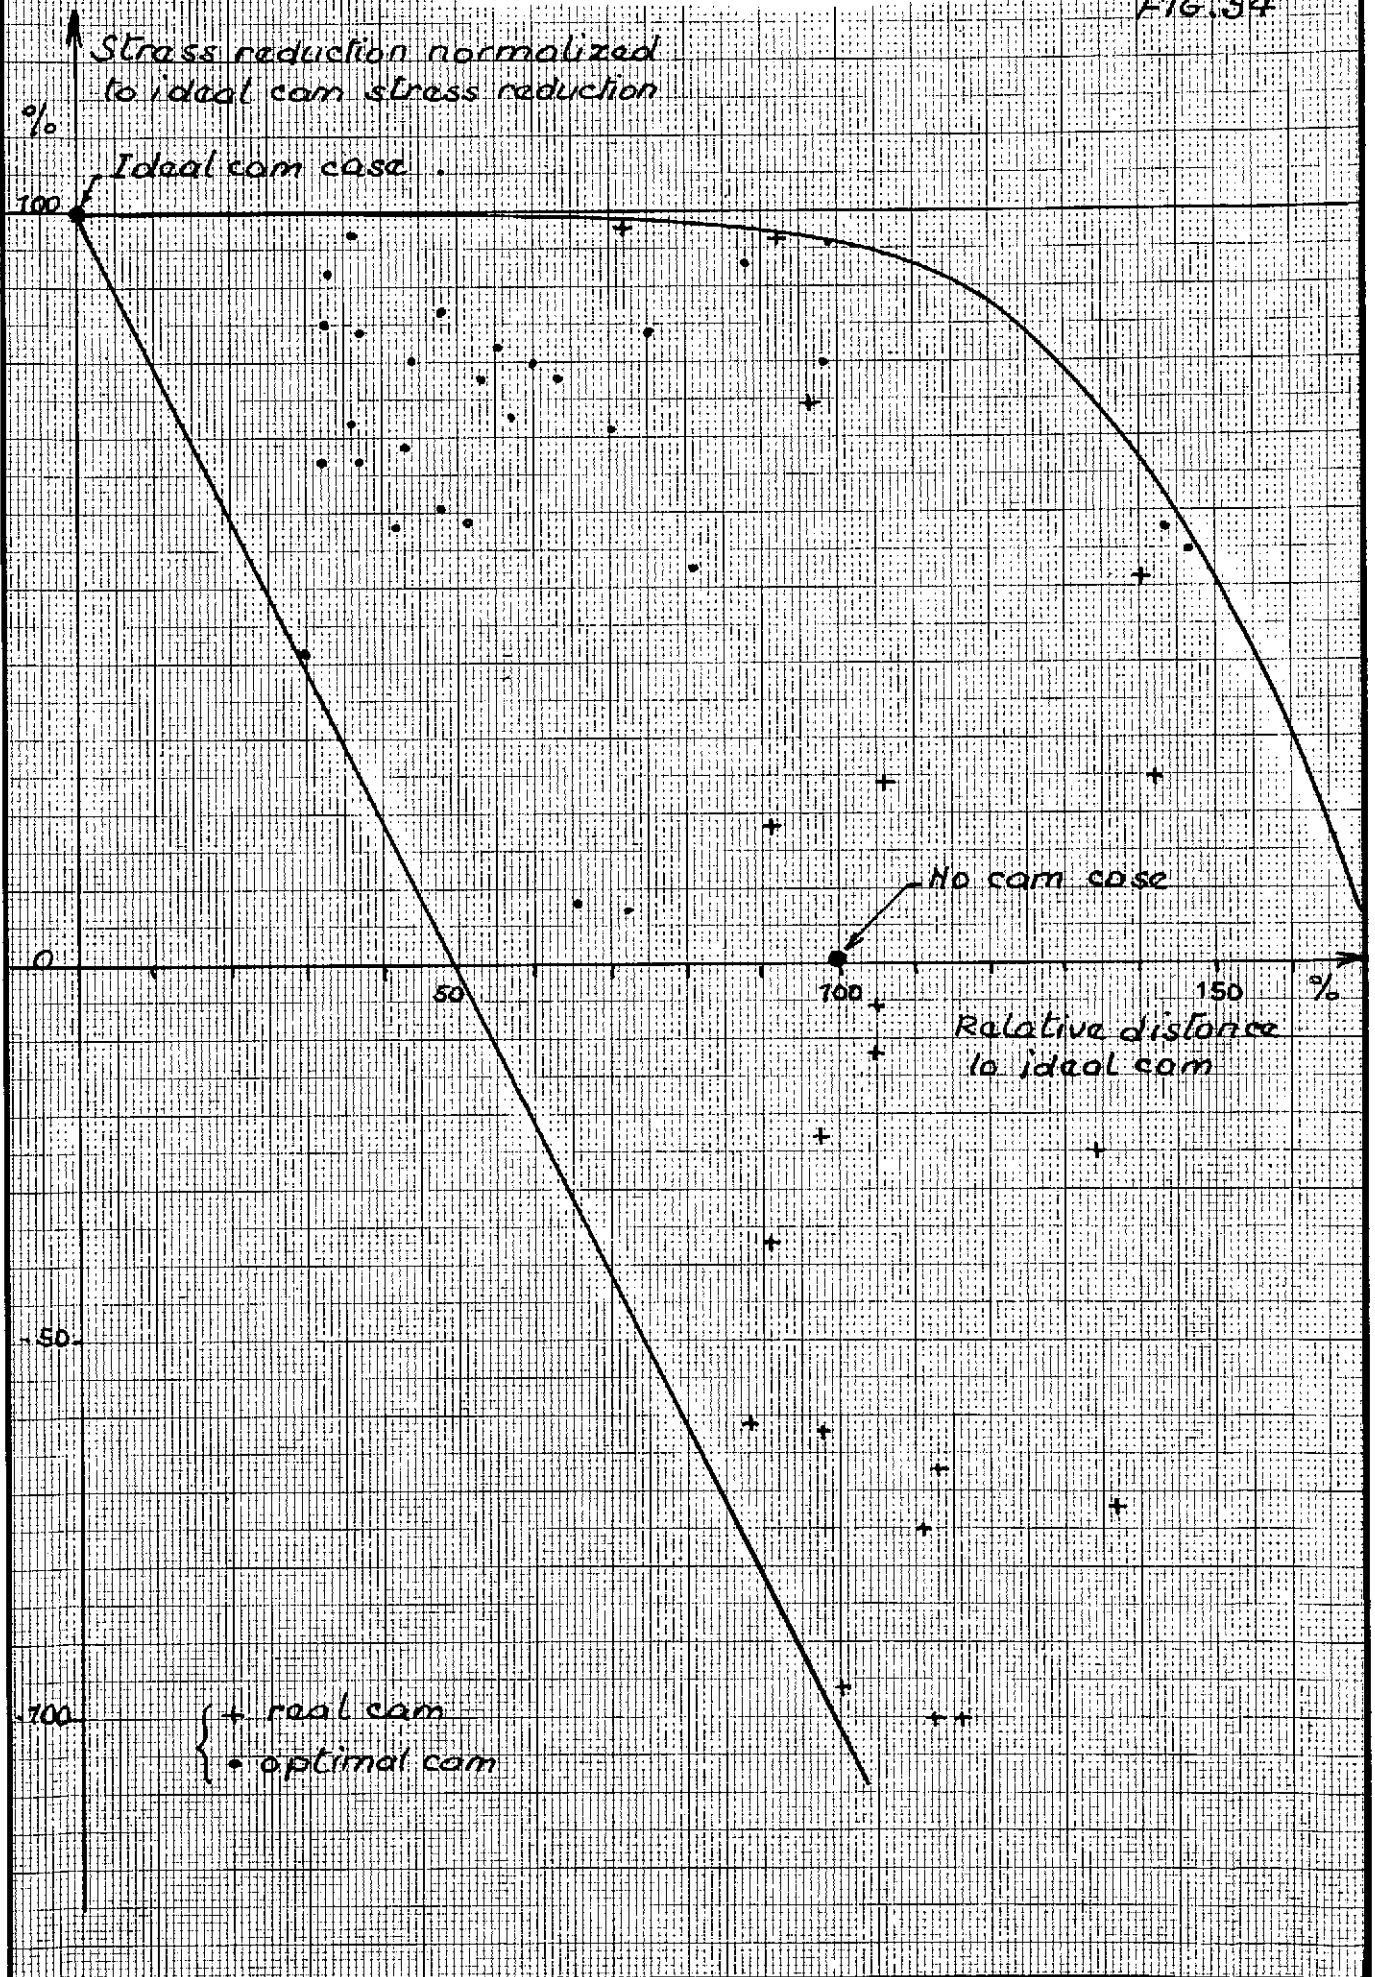 FIG.34
Stress reduction normalized
to ideal cam stress reduction
%
Ideal cam case.
100
No cam case
0
50
100
150
%
Relative distance
to ideal cam
-50
-100
+ real cam
• optimal cam